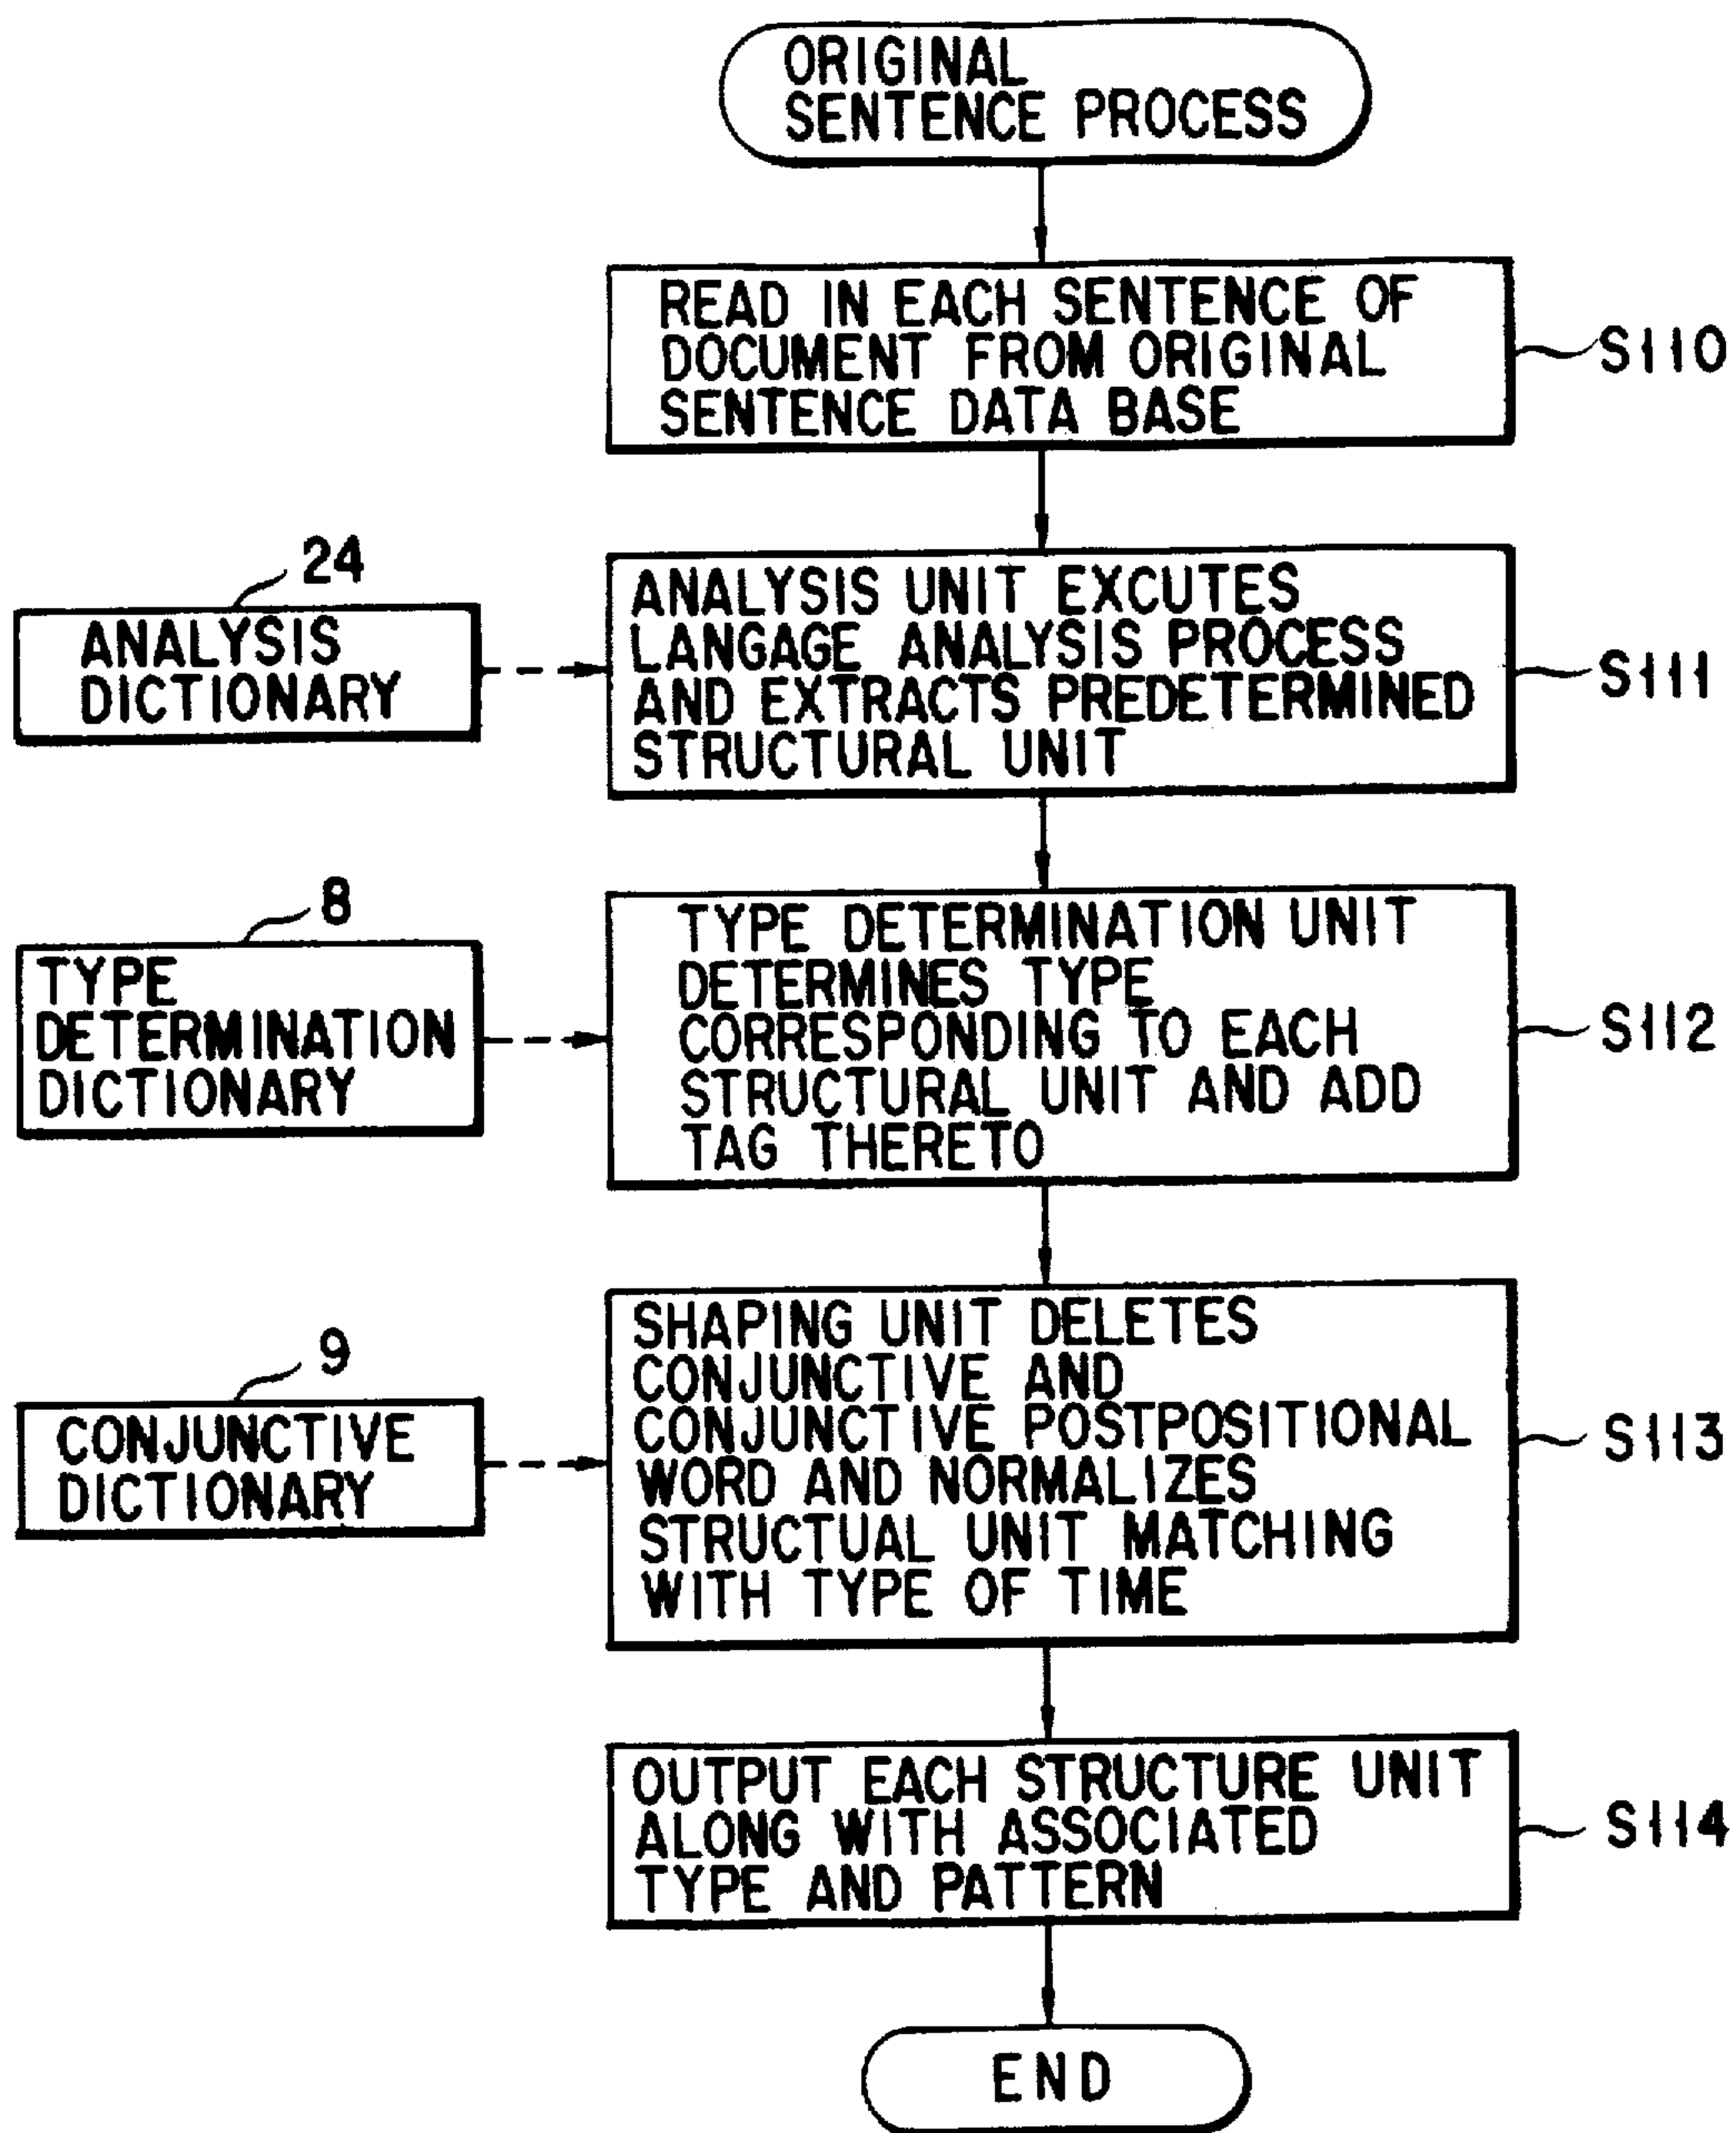 ORIGINAL
SENTENCE PROCESS
READ IN EACH SENTENCE OF
DOCUMENT FROM ORIGINAL
SENTENCE DATA BASE
S110
24
ANALYSIS
DICTIONARY
ANALYSIS UNIT EXCUTES
LANGAGE ANALYSIS PROCESS
AND EXTRACTS PREDETERMINED
STRUCTURAL UNIT
S111
8
TYPE
DETERMINATION
DICTIONARY
TYPE DETERMINATION UNIT
DETERMINES TYPE
CORRESPONDING TO EACH
STRUCTURAL UNIT AND ADD
TAG THERETO
S112
9
CONJUNCTIVE
DICTIONARY
SHAPING UNIT DELETES
CONJUNCTIVE AND
CONJUNCTIVE POSTPOSITIONAL
WORD AND NORMALIZES
STRUCTUAL UNIT MATCHING
WITH TYPE OF TIME
S113
OUTPUT EACH STRUCTURE UNIT
ALONG WITH ASSOCIATED
TYPE AND PATTERN
S114
END